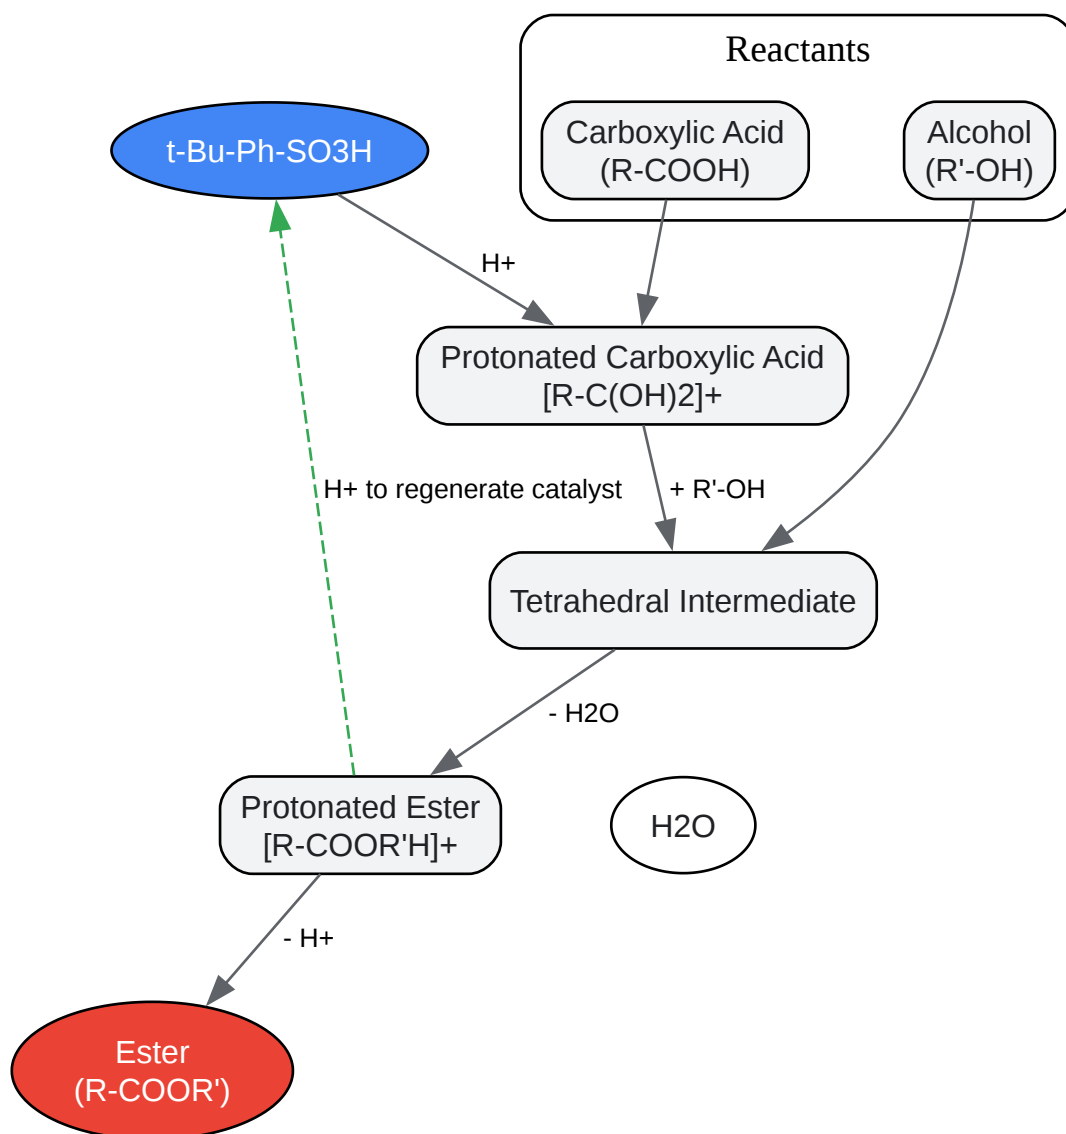 Reactants
t-Bu-Ph-SO3H
Carboxylic Acid
(R-COOH)
Alcohol
(R'-OH)
H+
Protonated Carboxylic Acid
[R-C(OH)2]+
H+ to regenerate catalyst
+ R'-OH
Tetrahedral Intermediate
- H2O
Protonated Ester
[R-COOR'H]+
H2O
- H+
Ester
(R-COOR')